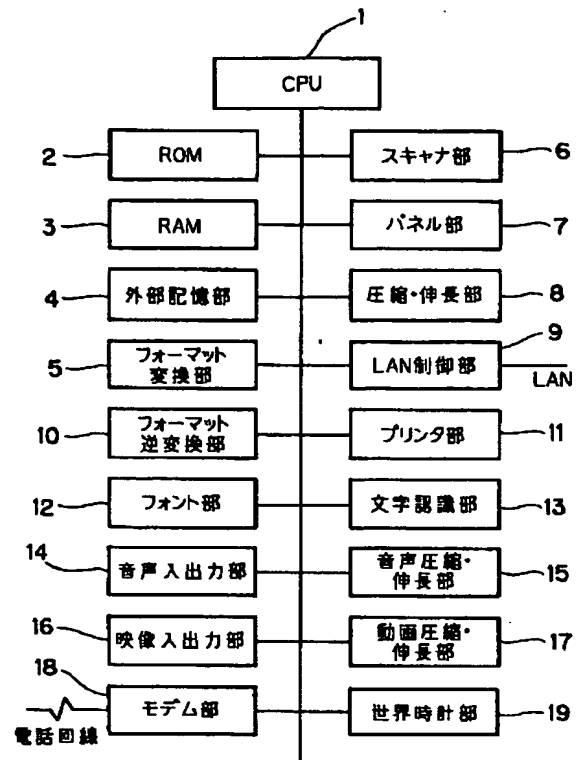 1
CPU
2 ROM スキャナ部 6
3 RAM パネル部 7
4 外部記憶部 圧縮・伸長部 8
5 フォーマット
変換部 LAN制御部 9
LAN
10 フォーマット
逆変換部 プリンタ部 11
12 フォント部 文字認識部 13
14 音声入出力部 音声圧縮・
伸長部 15
16 映像入出力部 動画圧縮・
伸長部 17
18 モデム部 世界時計部 19
電話回線